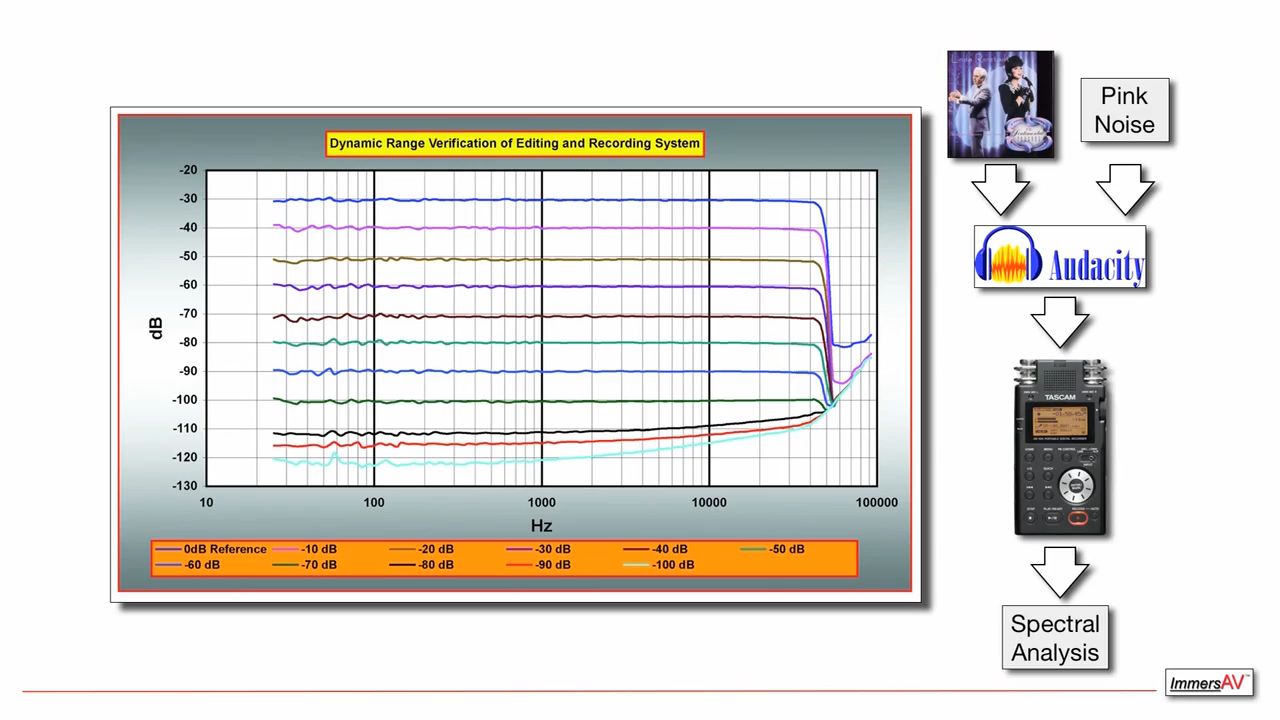 Dynamic Range Verification of Editing and Recording System
-20
-30
-40
-50
-60
-70
-80
-90
-100
-110
-120
-130
dB
10
100
1000
10000
100000
Hz
0dB Reference
-10 dB
-20 dB
-30 dB
-40 dB
-50 dB
-60 dB
-70 dB
-80 dB
-90 dB
-100 dB
Pink
Noise
Audacity
TASCAM
Spectral
Analysis
ImmersAV™